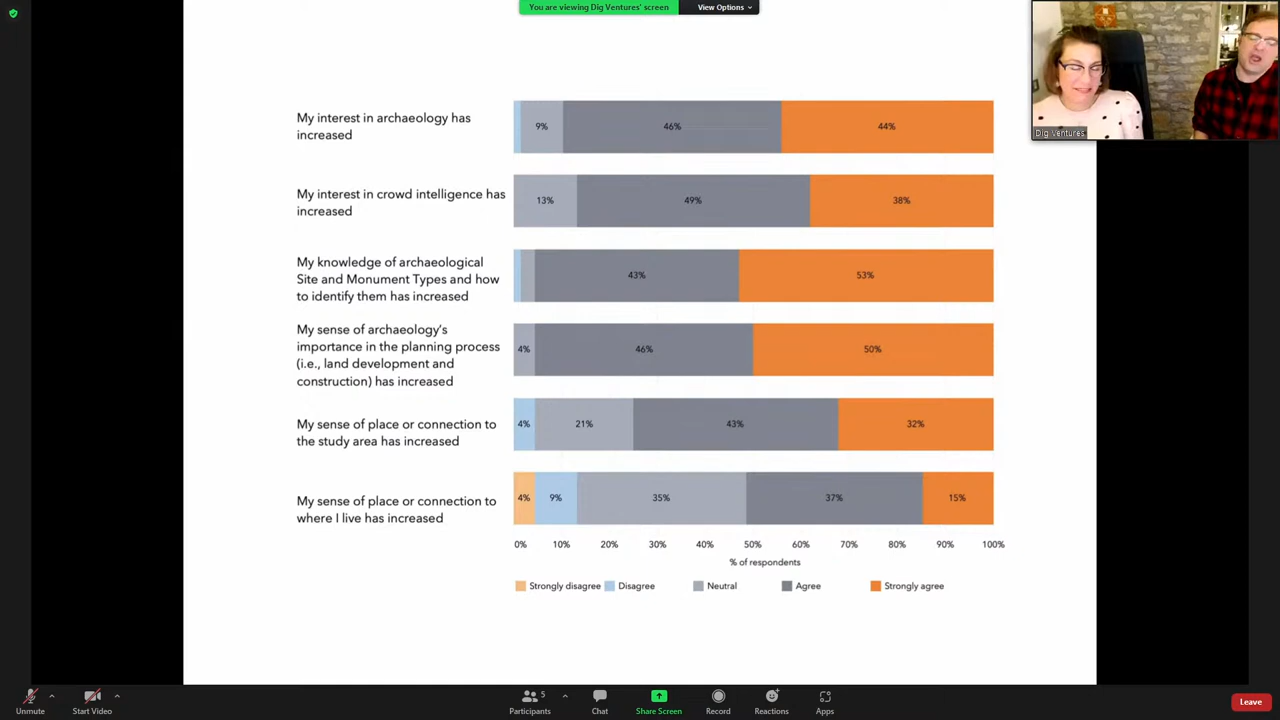 You are viewing Dig Ventures' screen
View Options
Dig Ventures
My interest in archaeology has
increased
9% 46% 44%
My interest in crowd intelligence has
increased
13% 49% 38%
My knowledge of archaeological
Site and Monument Types and how
to identify them has increased
43% 53%
My sense of archaeology's
importance in the planning process
(i.e., land development and
construction) has increased
4% 46% 50%
My sense of place or connection to
the study area has increased
4% 21% 43% 32%
My sense of place or connection to
where I live has increased
4% 9% 35% 37% 15%
0% 10% 20% 30% 40% 50% 60% 70% 80% 90% 100%
% of respondents
Strongly disagree Disagree Neutral Agree Strongly agree
Unmute Start Video Participants 5 Chat Share Screen Record Reactions Apps Leave